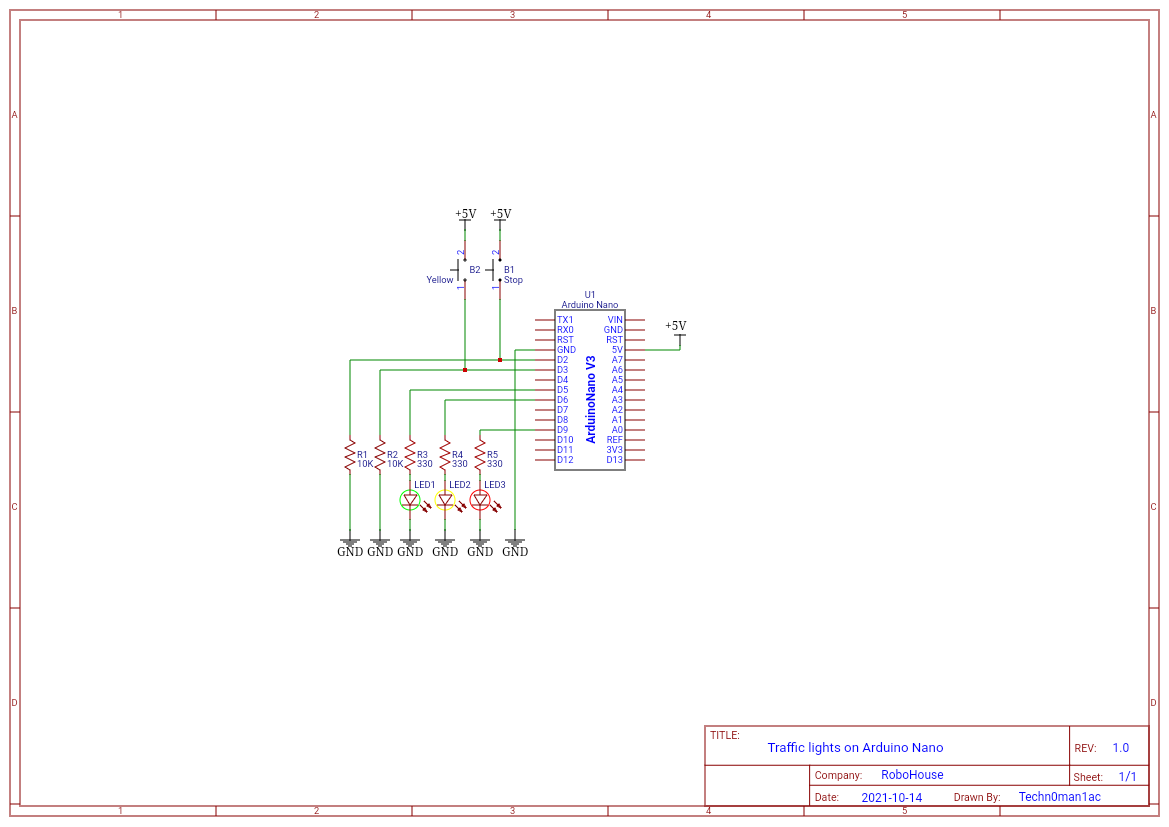 1 2 3 4 5
A A
+5V +5V
2 2
B2 B1
Yellow Stop
1 1
U1
Arduino Nano
B B
+5V
TX1 VIN
RX0 GND
RST RST
GND 5V
D2 A7
D3 A6
D4 A5
D5 A4
D6 A3
D7 A2
D8 A1
D9 A0
D10 REF
D11 3V3
D12 D13
ArduinoNano V3
R1 R2 R3 R4 R5
10K 10K 330 330 330
LED1 LED2 LED3
C C
GND GND GND GND GND GND
D D
TITLE:
Traffic lights on Arduino Nano
REV: 1.0
Company: RoboHouse
Sheet: 1/1
Date: 2021-10-14 Drawn By: Techn0man1ac
1 2 3 4 5